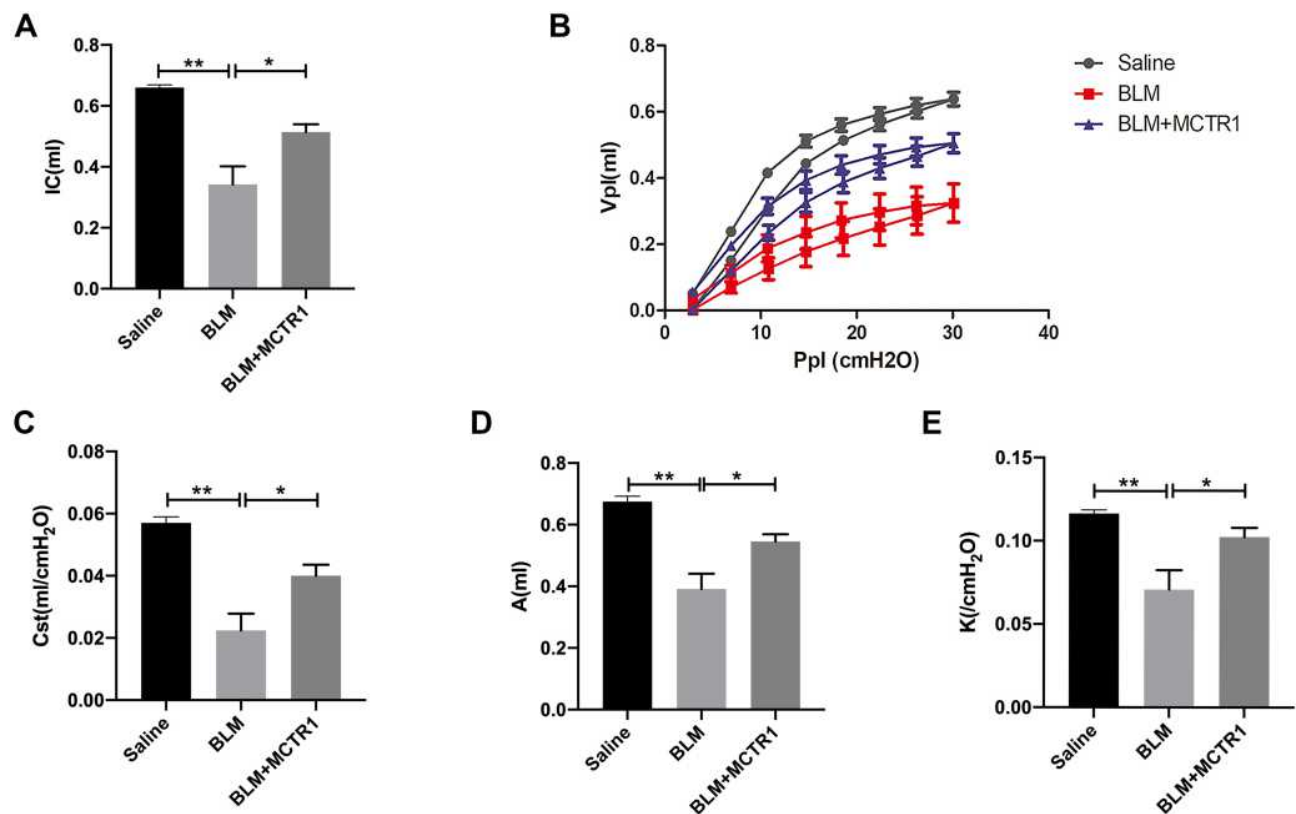 A
IC(ml)
0.8
0.6
0.4
0.2
0.0
**
*
Saline
BLM
BLM+MCTR1
B
Vpl(ml)
0.8
0.6
0.4
0.2
0.0
0
10
20
30
40
Ppl (cmH2O)
Saline
BLM
BLM+MCTR1
C
Cst(ml/cmH₂O)
0.08
0.06
0.04
0.02
0.00
**
*
Saline
BLM
BLM+MCTR1
D
A(ml)
0.8
0.6
0.4
0.2
0.0
**
*
Saline
BLM
BLM+MCTR1
E
K(/cmH₂O)
0.15
0.10
0.05
0.00
**
*
Saline
BLM
BLM+MCTR1